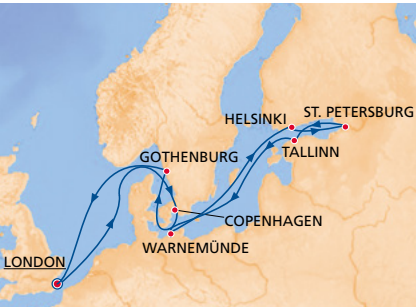 HELSINKI
ST. PETERSBURG
TALLINN
GOTHENBURG
COPENHAGEN
WARNEMÜNDE
LONDON